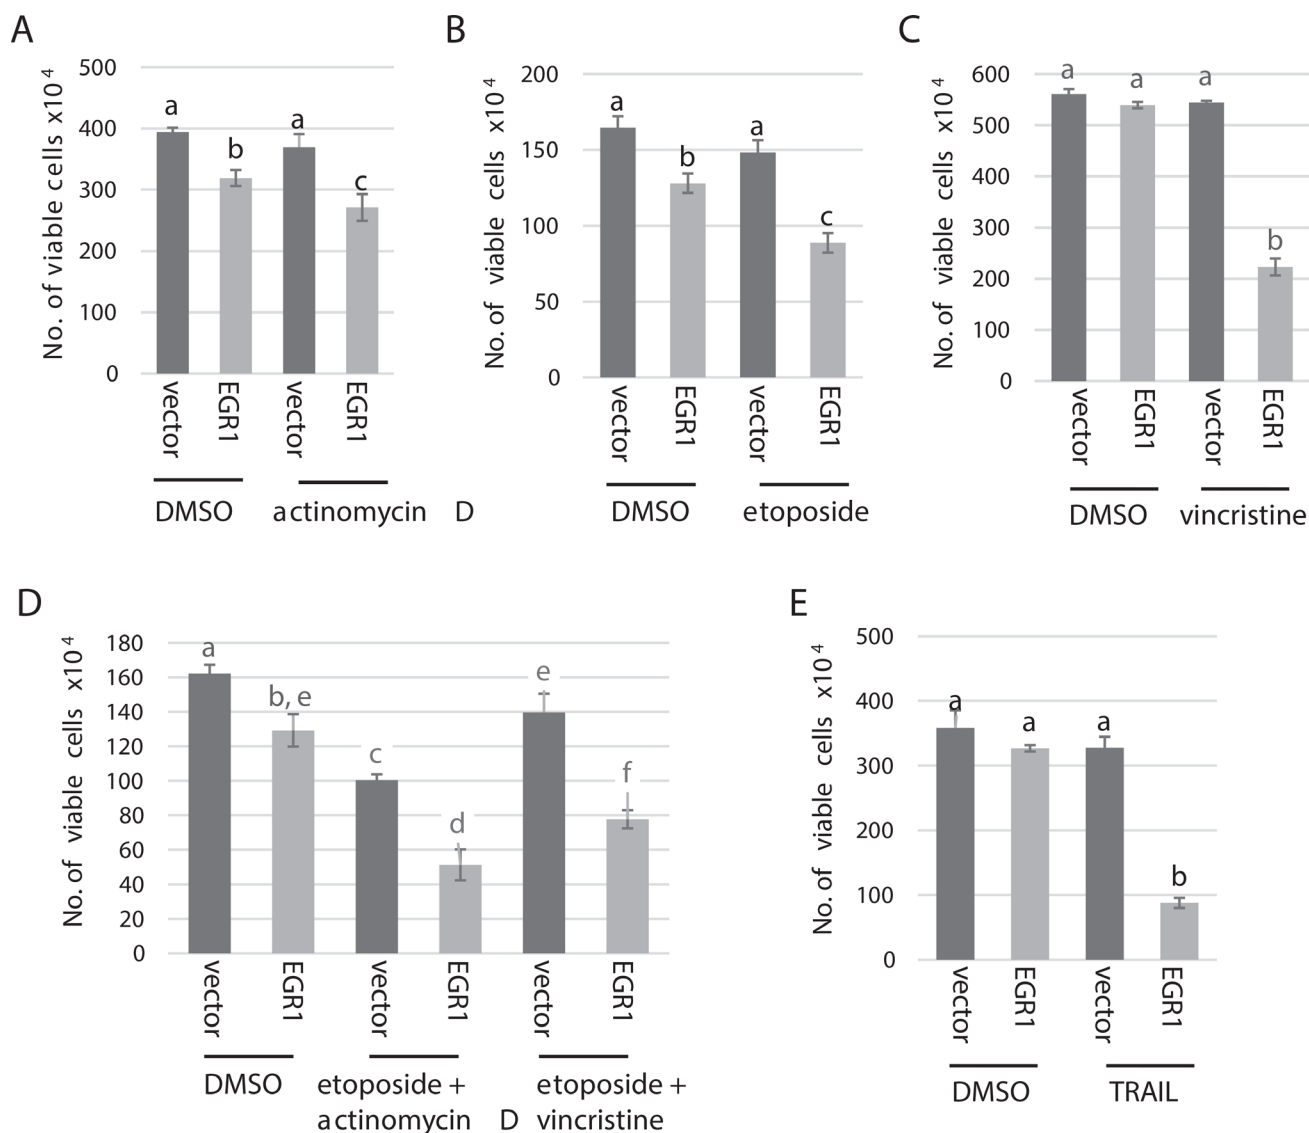 A
No. of viable cells x10⁴
500
400
300
200
100
0
a
b
a
c
vector
EGR1
vector
EGR1
DMSO
actinomycin D
B
No. of viable cells x10⁴
200
150
100
50
0
a
b
a
c
vector
EGR1
vector
EGR1
DMSO
etoposide
C
No. of viable cells x10⁴
600
500
400
300
200
100
0
a
a
a
b
vector
EGR1
vector
EGR1
DMSO
vincristine
D
No. of viable cells x10⁴
180
160
140
120
100
80
60
40
20
0
a
b, e
c
d
e
f
vector
EGR1
vector
EGR1
vector
EGR1
DMSO
etoposide +
actinomycin D
etoposide +
vincristine
E
No. of viable cells x10⁴
500
400
300
200
100
0
a
a
a
b
vector
EGR1
vector
EGR1
DMSO
TRAIL